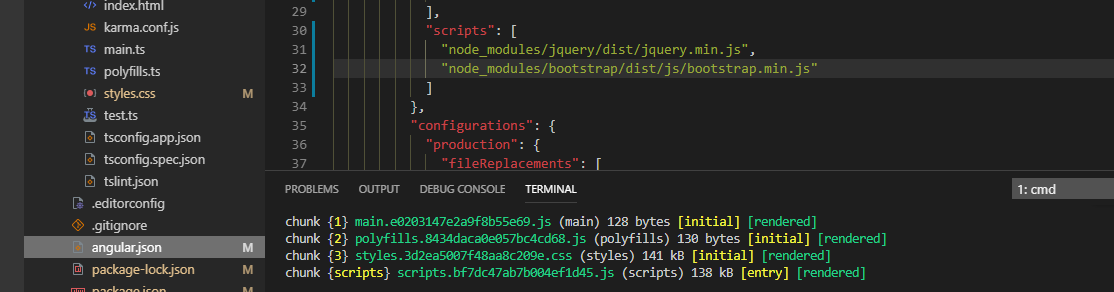 index.html
JS karma.conf.js
TS main.ts
TS polyfills.ts
styles.css M
TS test.ts
tsconfig.app.json
tsconfig.spec.json
tslint.json
.editorconfig
.gitignore
angular.json M
package-lock.json M
package.json M
29 ],
30 "scripts": [
31 "node_modules/jquery/dist/jquery.min.js",
32 "node_modules/bootstrap/dist/js/bootstrap.min.js"
33 ]
34 },
35 "configurations": {
36 "production": {
37 "fileReplacements": [
PROBLEMS OUTPUT DEBUG CONSOLE TERMINAL 1: cmd
chunk {1} main.e0203147e2a9f8b55e69.js (main) 128 bytes [initial] [rendered]
chunk {2} polyfills.8434daca0e057bc4cd68.js (polyfills) 130 bytes [initial] [rendered]
chunk {3} styles.3d2ea5007f48aa8c209e.css (styles) 141 kB [initial] [rendered]
chunk {scripts} scripts.bf7dc47ab7b004ef1d45.js (scripts) 138 kB [entry] [rendered]